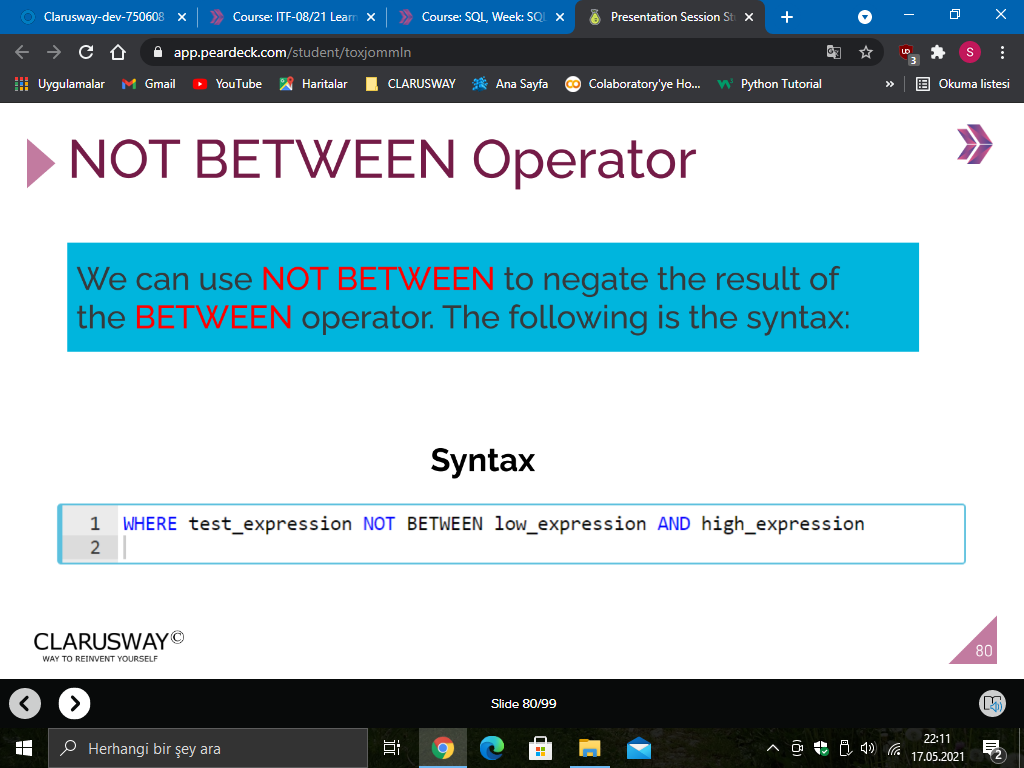 Clarusway-dev-750608
Course: ITF-08/21 Learn
Course: SQL, Week: SQL
Presentation Session St
app.peardeck.com/student/toxjommln
3
S
Uygulamalar
Gmail
YouTube
Haritalar
CLARUSWAY
Ana Sayfa
Colaboratory'ye Ho...
Python Tutorial
»
Okuma listesi
NOT BETWEEN Operator
We can use NOT BETWEEN to negate the result of
the BETWEEN operator. The following is the syntax:
Syntax
1 WHERE test_expression NOT BETWEEN low_expression AND high_expression
2
CLARUSWAY©
WAY TO REINVENT YOURSELF
80
Slide 80/99
Herhangi bir şey ara
22:11
17.05.2021
2